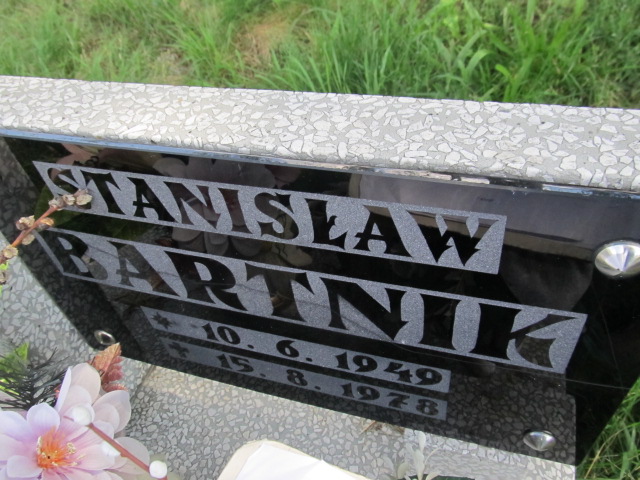 STANISŁAW
BARTNIK
* 10. 6. 1949
✝ 15. 8. 1978